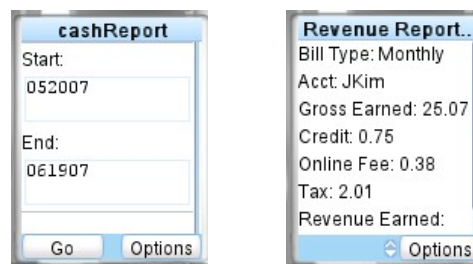 cashReport
Start:
052007
End:
061907
Go Options
Revenue Report..
Bill Type: Monthly
Acct: JKim
Gross Earned: 25.07
Credit: 0.75
Online Fee: 0.38
Tax: 2.01
Revenue Earned:
Options